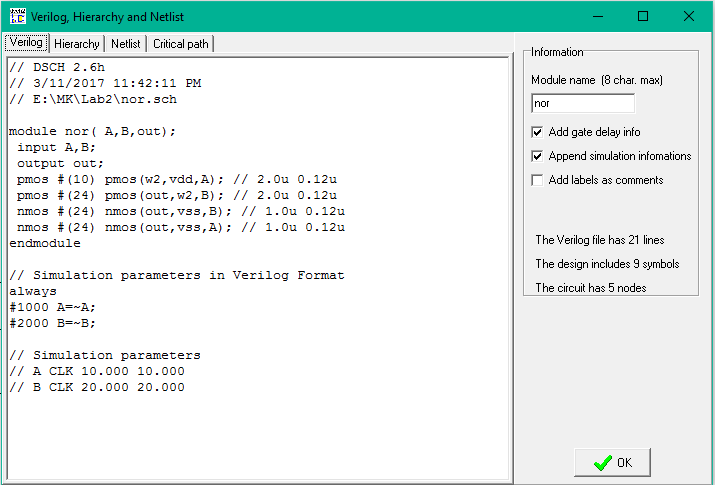 Verilog, Hierarchy and Netlist
Verilog Hierarchy Netlist Critical path
// DSCH 2.6h
// 3/11/2017 11:42:11 PM
// E:\MK\Lab2\nor.sch
module nor( A,B,out);
input A,B;
output out;
pmos #(10) pmos(w2,vdd,A); // 2.0u 0.12u
pmos #(24) pmos(out,w2,B); // 2.0u 0.12u
nmos #(24) nmos(out,vss,B); // 1.0u 0.12u
nmos #(24) nmos(out,vss,A); // 1.0u 0.12u
endmodule
// Simulation parameters in Verilog Format
always
#1000 A=~A;
#2000 B=~B;
// Simulation parameters
// A CLK 10.000 10.000
// B CLK 20.000 20.000
Information
Module name (8 char. max)
nor
Add gate delay info
Append simulation infomations
Add labels as comments
The Verilog file has 21 lines
The design includes 9 symbols
The circuit has 5 nodes
OK